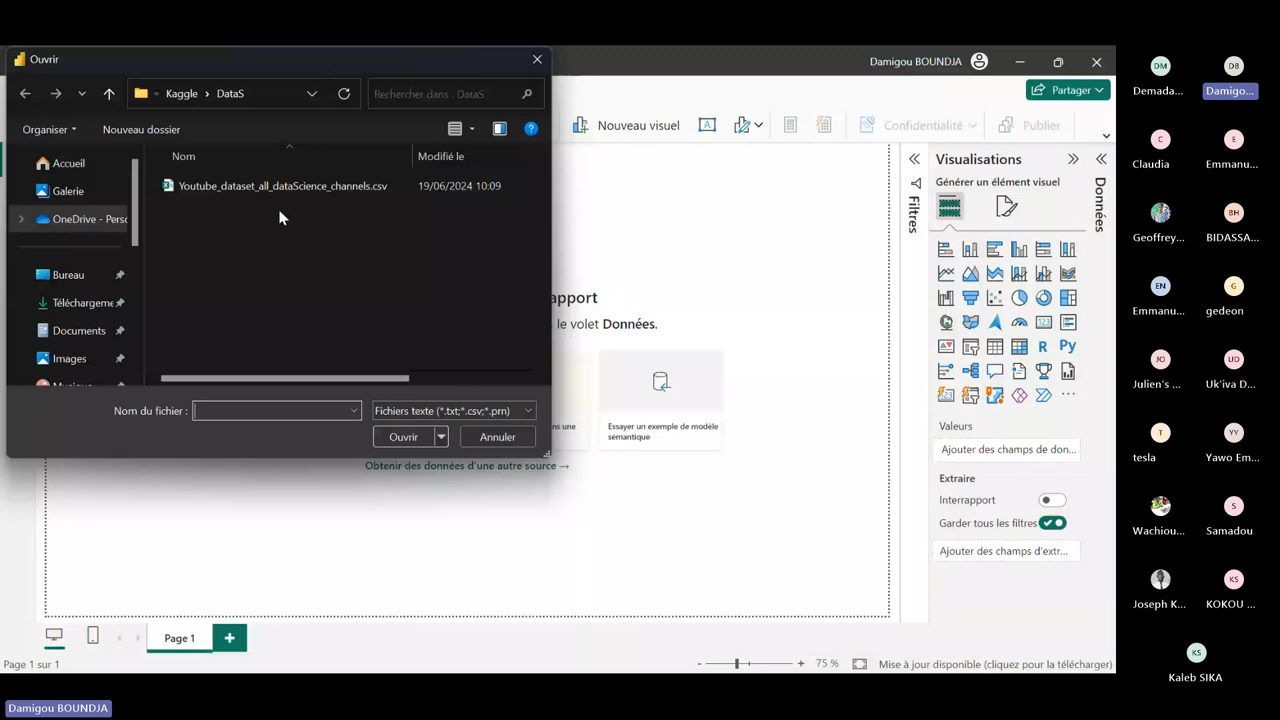 Ouvrir
Kaggle > DataS
Rechercher dans : DataS
Organiser
Nouveau dossier
Nom
Modifié le
Accueil
Galerie
OneDrive - Perso
Bureau
Téléchargeme
Documents
Images
Youtube_dataset_all_dataScience_channels.csv
19/06/2024 10:09
Nom du fichier :
Fichiers texte (*.txt;*.csv;*.prn)
Ouvrir
Annuler
Damigou BOUNDJA
Partager
Nouveau visuel
Confidentialité
Publier
apport
le volet Données.
ns une
Essayer un exemple de modèle
sémantique
Obtenir des données d'une autre source →
Filtres
Visualisations
Générer un élément visuel
R
Py
Valeurs
Ajouter des champs de don...
Extraire
Interrapport
Garder tous les filtres
Ajouter des champs d'extr...
Données
Page 1
Page 1 sur 1
- + 75 %
Mise à jour disponible (cliquez pour la télécharger)
DM
Demada...
DB
Damigo...
C
Claudia
E
Emmanu...
Geoffrey...
BH
BIDASSA...
EN
Emmanu...
G
gedeon
JO
Julien's ...
UD
Uk'iva D...
T
tesla
YY
Yawo Em...
Wachiou...
S
Samadou
Joseph K...
KS
KOKOU ...
KS
Kaleb SIKA
Damigou BOUNDJA